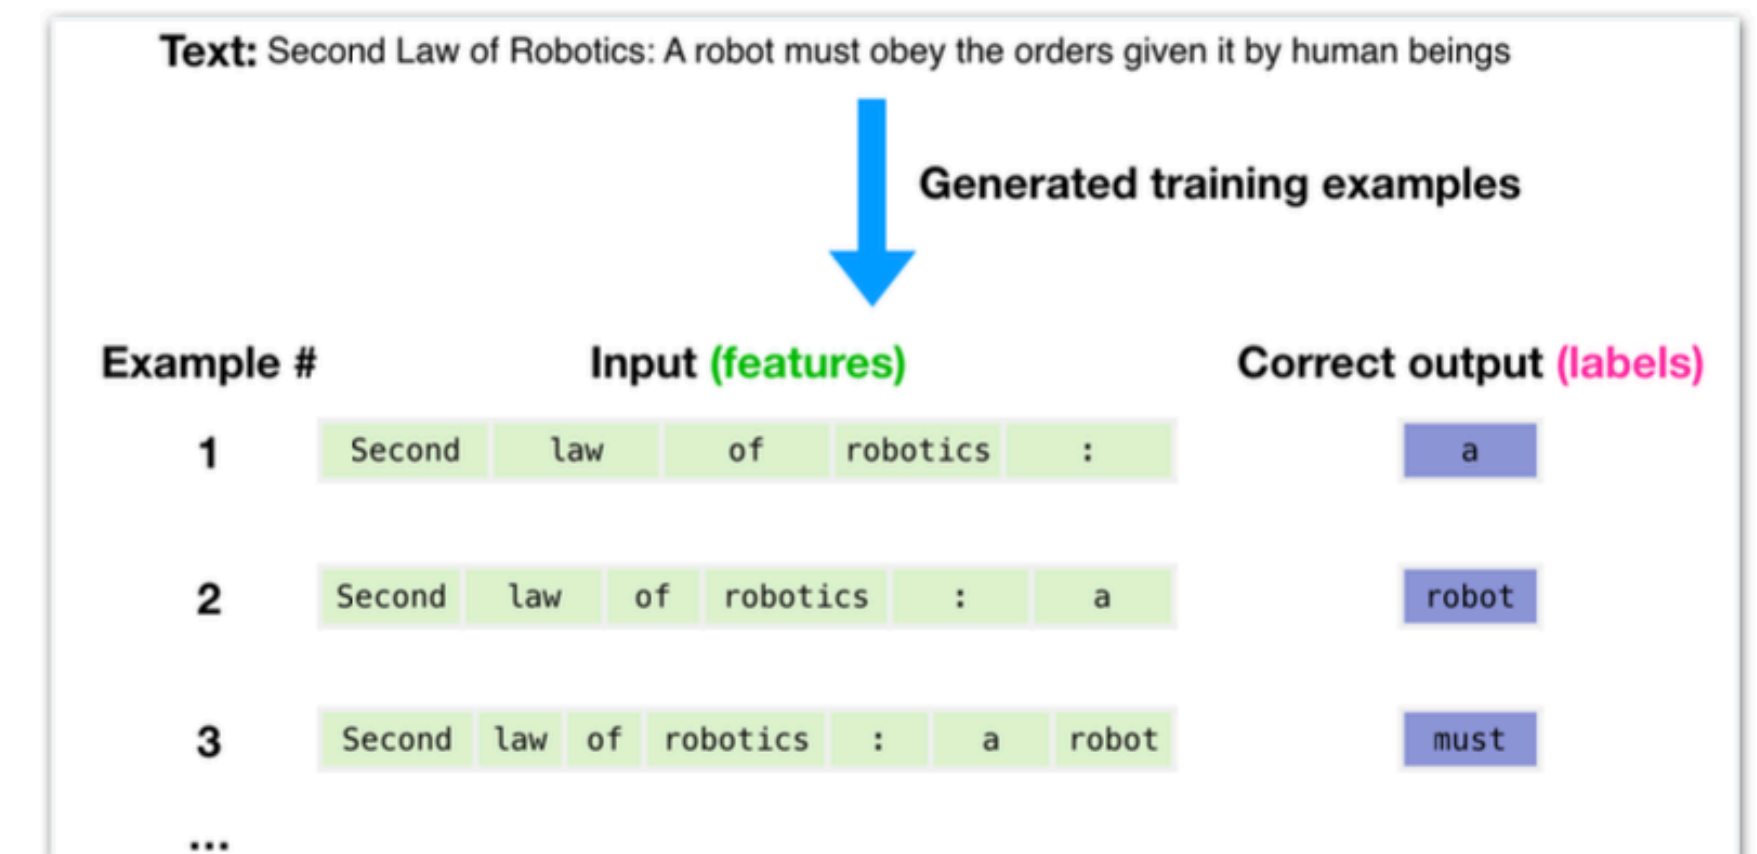 Text: Second Law of Robotics: A robot must obey the orders given it by human beings
Generated training examples
Example # Input (features) Correct output (labels)
1 Second law of robotics : a
2 Second law of robotics : a robot
3 Second law of robotics : a robot must
...